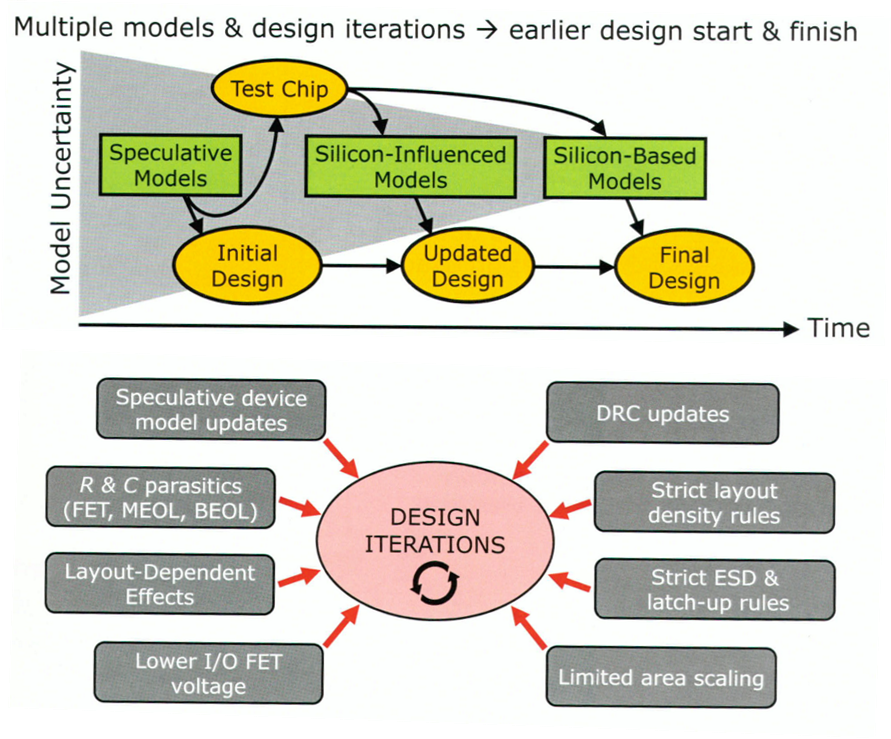 Multiple models & design iterations → earlier design start & finish
Model Uncertainty
Test Chip
Speculative
Models
Silicon-Influenced
Models
Silicon-Based
Models
Initial
Design
Updated
Design
Final
Design
Time
Speculative device
model updates
DRC updates
R & C parasitics
(FET, MEOL, BEOL)
Strict layout
density rules
DESIGN
ITERATIONS
Layout-Dependent
Effects
Strict ESD &
latch-up rules
Lower I/O FET
voltage
Limited area scaling